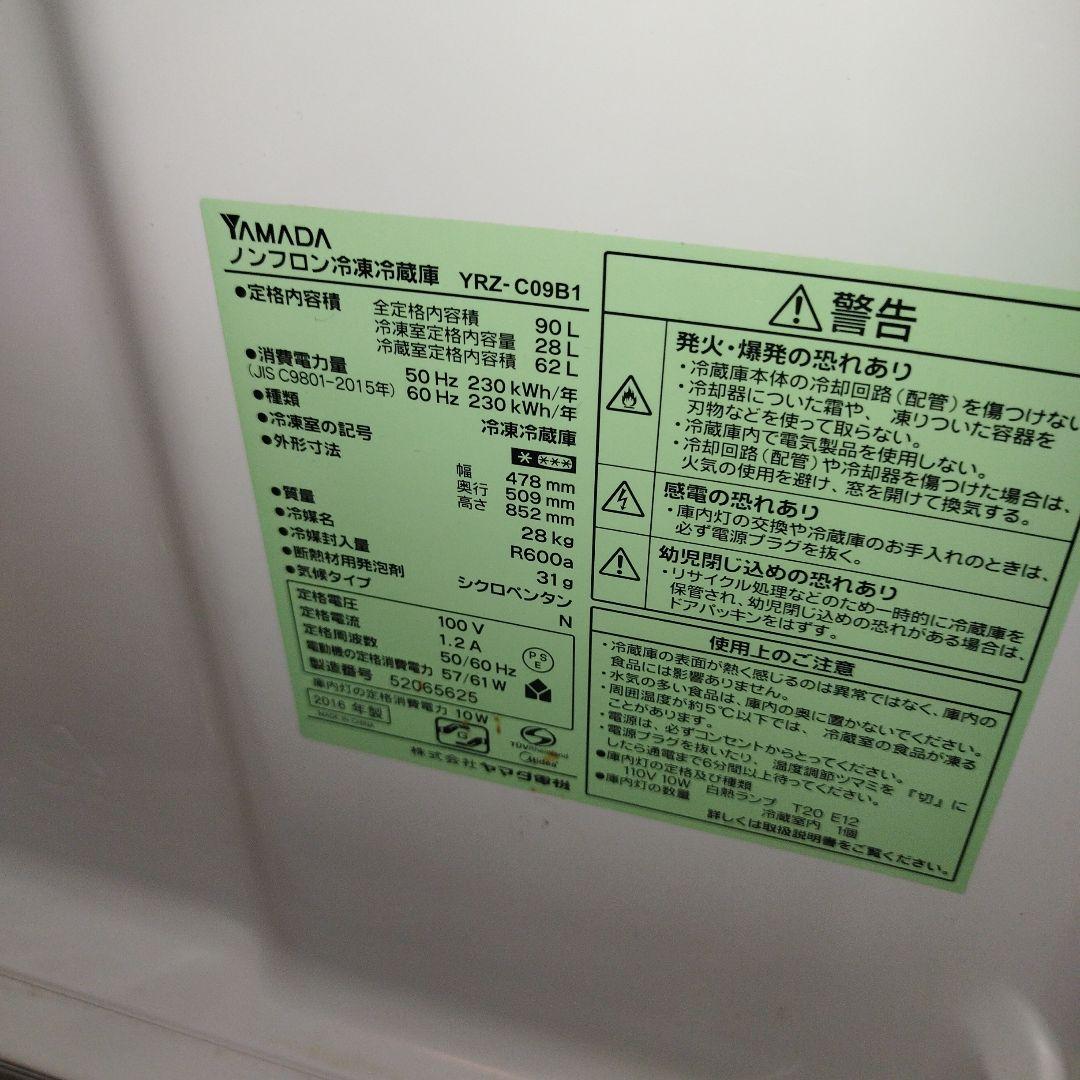 YAMADA
ノンフロン冷凍冷蔵庫 YRZ-C09B1
●定格内容積 全定格内容積 90 L
冷凍室定格内容量 28 L
冷蔵室定格内容積 62 L
●消費電力量 50 Hz 230 kWh/年
(JIS C9801-2015年) 60 Hz 230 kWh/年
●種類 冷凍冷蔵庫
●冷凍室の記号
●外形寸法 幅 478 mm
奥行 509 mm
高さ 852 mm
●質量 28 kg
●冷媒名 R600a
●冷媒封入量 31 g
●断熱材用発泡剤 シクロペンタン
●気候タイプ N
定格電圧 100 V
定格電流 1.2 A
定格周波数 50/60 Hz
電動機の定格消費電力 57/61 W
製造番号 52065625
庫内灯の定格消費電力 10W
2016 年製
MADE IN CHINA
PS
E
G
TÜVRheinland
Midea
株式会社 ヤマダ電機
警告
発火・爆発の恐れあり
・冷蔵庫本体の冷却回路(配管)を傷つけない
・冷却器についた霜や、凍りついた容器を
刃物などを使って取らない。
・冷蔵庫内で電気製品を使用しない。
・冷却回路(配管)や冷却器を傷つけた場合は、
火気の使用を避け、窓を開けて換気する。
感電の恐れあり
・庫内灯の交換や冷蔵庫のお手入れのときは、
必ず電源プラグを抜く。
幼児閉じ込めの恐れあり
・リサイクル処理などのため一時的に冷蔵庫を
保管され、幼児閉じ込めの恐れがある場合は、
ドアパッキンをはずす。
使用上のご注意
・冷蔵庫の表面が熱く感じるのは異常ではなく、庫内の
食品には影響ありません。
・水気の多い食品は、庫内の奥に置かないでください。
・周囲温度が約5℃以下では、冷蔵室の食品が凍る
ことがあります。
・電源は、必ずコンセントからとってください。
・電源プラグを抜いたり、温度調節ツマミを『切』に
したら通電まで6分間以上待ってください。
●庫内灯の定格及び種類
110V 10W 白熱ランプ T20 E12
●庫内灯の数量 冷蔵室内 1個
詳しくは取扱説明書をご覧ください。